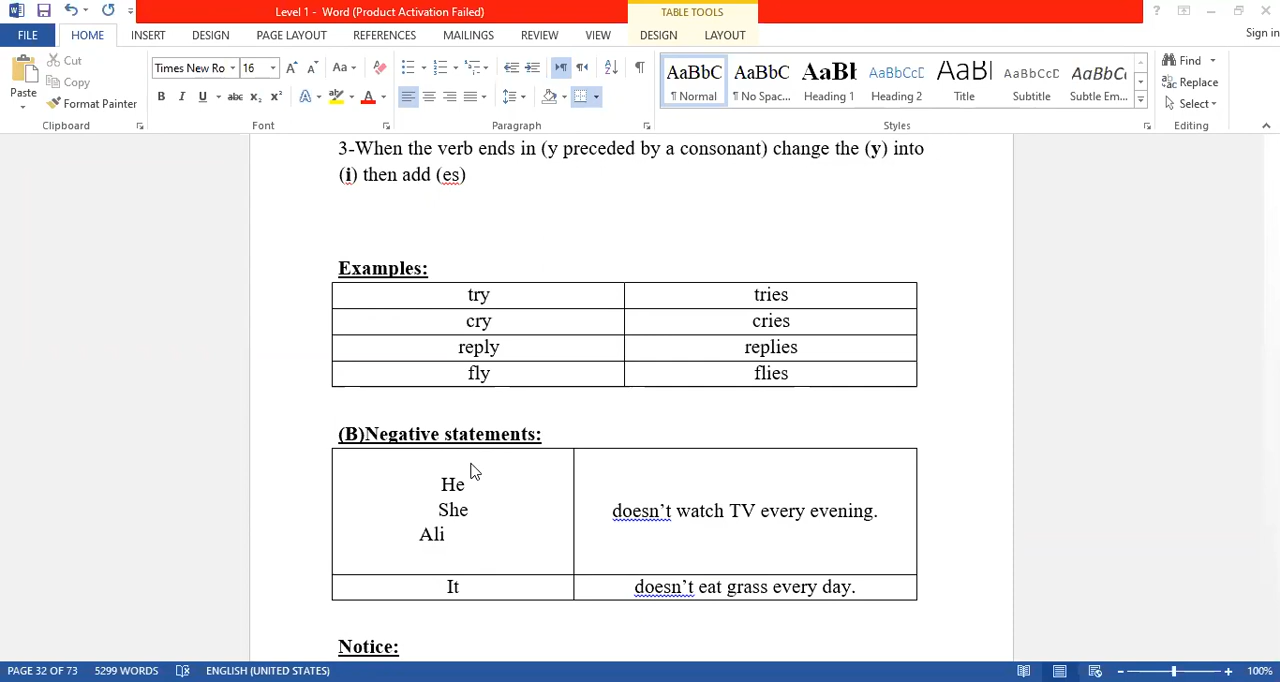 Level 1 - Word (Product Activation Failed)
TABLE TOOLS
?
FILE HOME INSERT DESIGN PAGE LAYOUT REFERENCES MAILINGS REVIEW VIEW DESIGN LAYOUT Sign in
Paste
Cut
Copy
Format Painter
Clipboard
Times New Ro 16
Font
Paragraph
AaBbC AaBbC AaBbI AaBbCcD AaBI AaBbCcD AaBbCc
¶ Normal ¶ No Spac... Heading 1 Heading 2 Title Subtitle Subtle Em...
Styles
Find
Replace
Select
Editing
3-When the verb ends in (y preceded by a consonant) change the (y) into
(i) then add (es)
Examples:
try tries
cry cries
reply replies
fly flies
(B)Negative statements:
He
She
Ali
doesn’t watch TV every evening.
It doesn’t eat grass every day.
Notice:
PAGE 32 OF 73 5299 WORDS ENGLISH (UNITED STATES) 100%